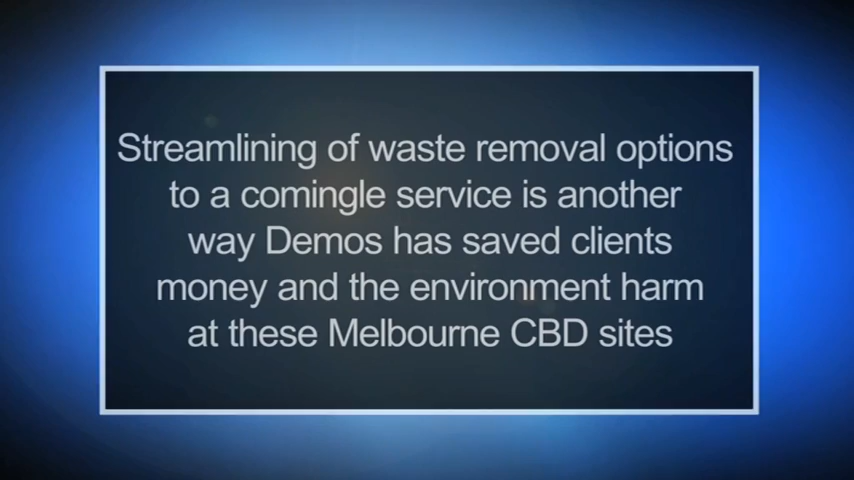 Streamlining of waste removal options
to a comingle service is another
way Demos has saved clients
money and the environment harm
at these Melbourne CBD sites